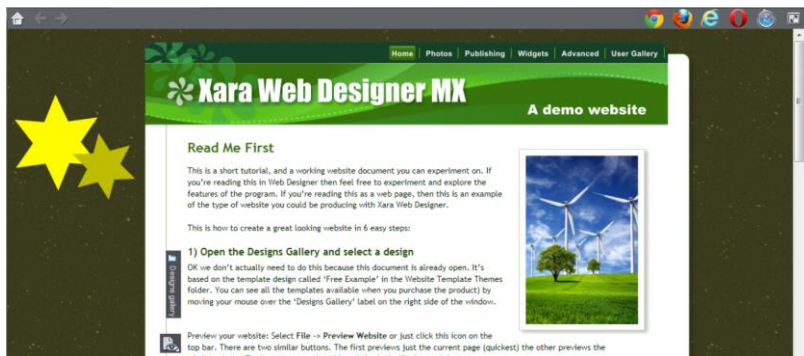 Home Photos Publishing Widgets Advanced User Gallery
Xara Web Designer MX
A demo website
Read Me First
This is a short tutorial, and a working website document you can experiment on. If
you're reading this in Web Designer then feel free to experiment and explore the
features of the program. If you're reading this as a web page, then this is an example
of the type of website you could be producing with Xara Web Designer.
This is how to create a great looking website in 6 easy steps:
1) Open the Designs Gallery and select a design
OK we don't actually need to do this because this document is already open. It's
based on the template design called 'Free Example' in the Website Template Themes
folder. You can see all the templates available when you purchase the product) by
moving your mouse over the 'Designs Gallery' label on the right side of the window.
Designs gallery
Preview your website: Select File -> Preview Website or just click this icon on the
top bar. There are two similar buttons. The first previews just the current page (quickest) the other previews the